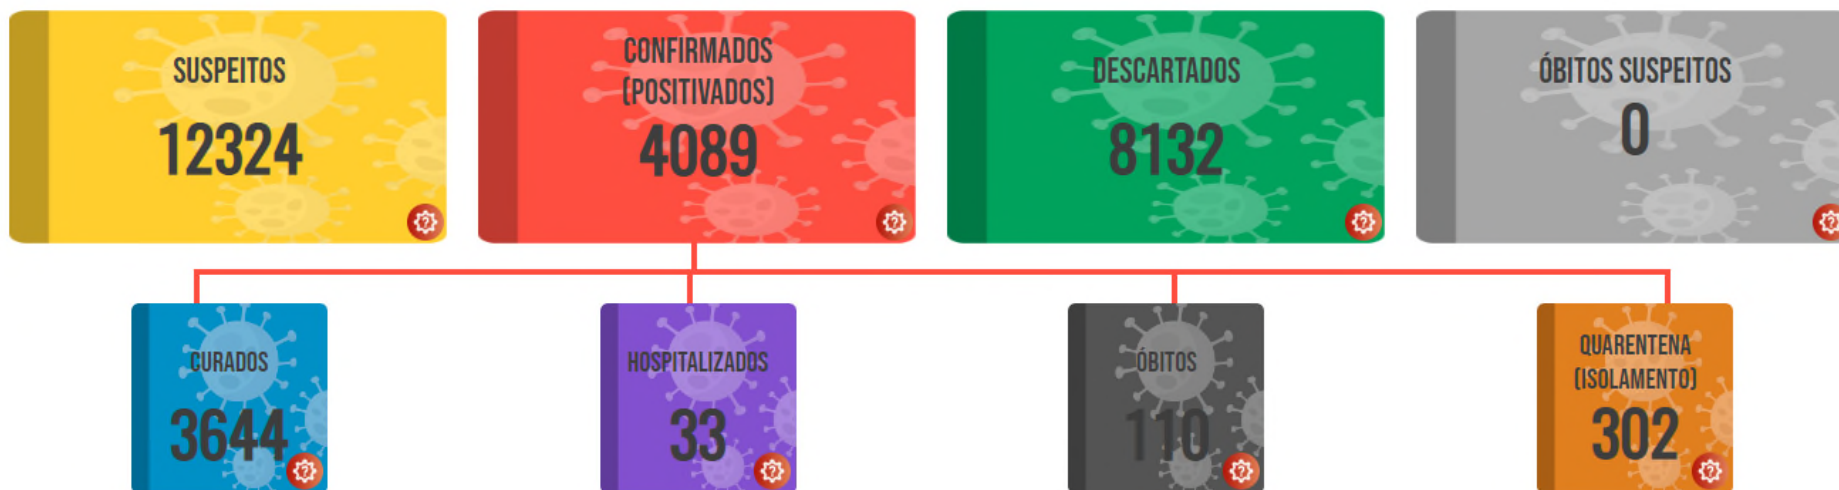 SUSPEITOS
12324
CONFIRMADOS
(POSITIVADOS)
4089
DESCARTADOS
8132
ÓBITOS SUSPEITOS
0
CURADOS
3644
HOSPITALIZADOS
33
ÓBITOS
110
QUARENTENA
(ISOLAMENTO)
302